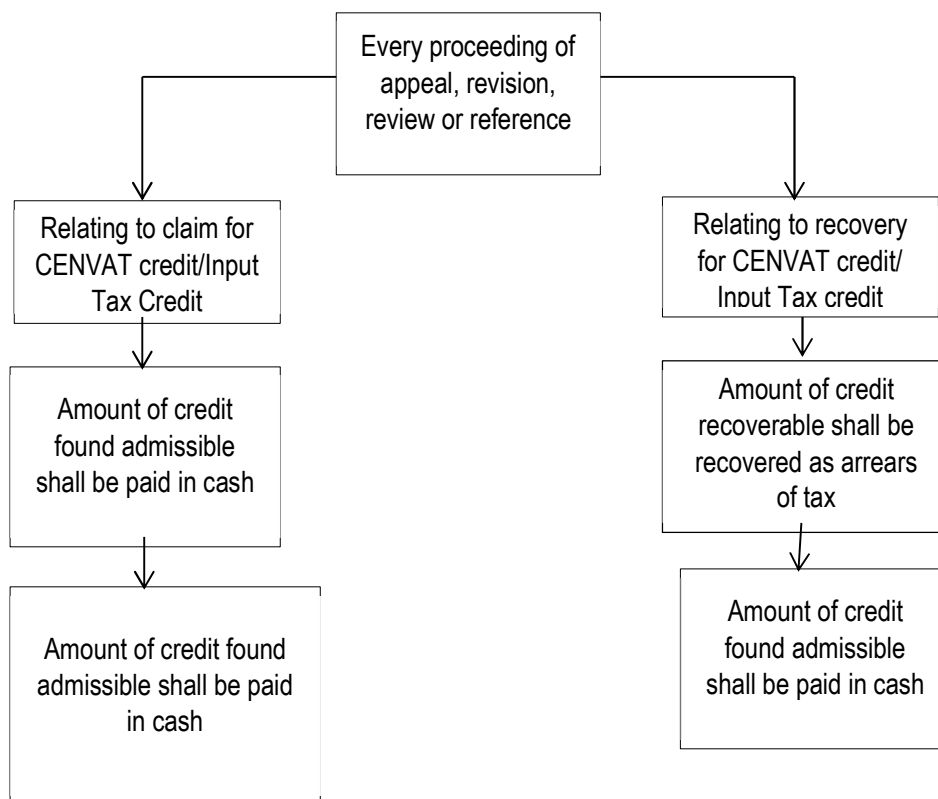 Every proceeding of
appeal, revision,
review or reference
Relating to claim for
CENVAT credit/Input
Tax Credit
Relating to recovery
for CENVAT credit/
Input Tax credit
Amount of credit
found admissible
shall be paid in cash
Amount of credit
recoverable shall be
recovered as arrears
of tax
Amount of credit found
admissible shall be paid
in cash
Amount of credit
found admissible
shall be paid in cash